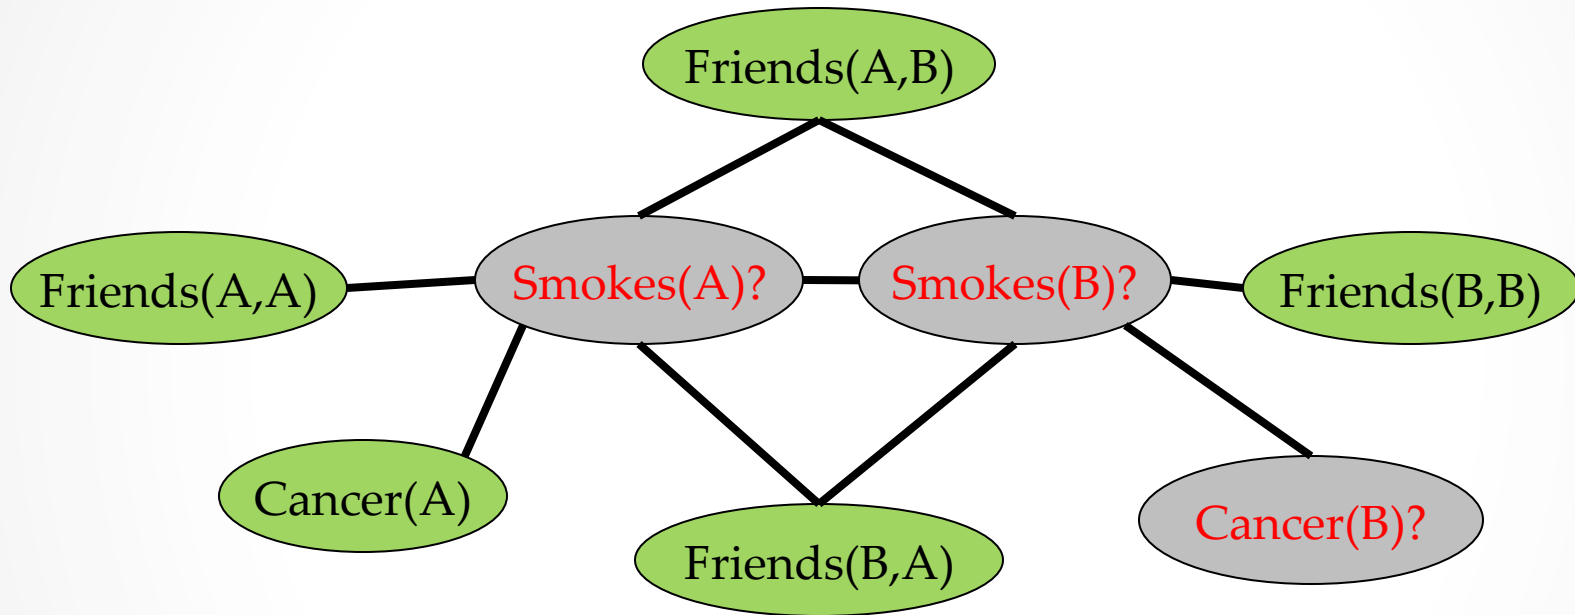 Friends(A,B)
Friends(A,A)
Smokes(A)?
Smokes(B)?
Friends(B,B)
Cancer(A)
Friends(B,A)
Cancer(B)?